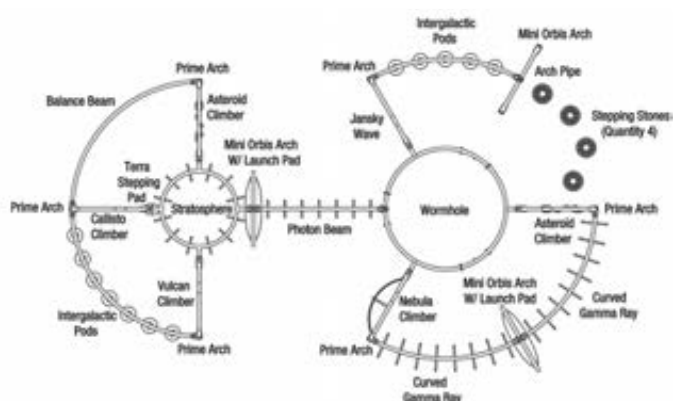 Intergalactic
Pods
Mini Orbis Arch
Prime Arch
Prime Arch
Arch Pipe
Balance Beam
Asteroid
Climber
Stepping Stones
(Quantity 4)
Jansky
Wave
Mini Orbis Arch
W/ Launch Pad
Terra
Stepping
Pad
Prime Arch
Stratosphere
Wormhole
Prime Arch
Callisto
Climber
Photon Beam
Asteroid
Climber
Vulcan
Climber
Mini Orbis Arch
W/ Launch Pad
Nebula
Climber
Curved
Gamma Ray
Intergalactic
Pods
Prime Arch
Prime Arch
Curved
Gamma Ray